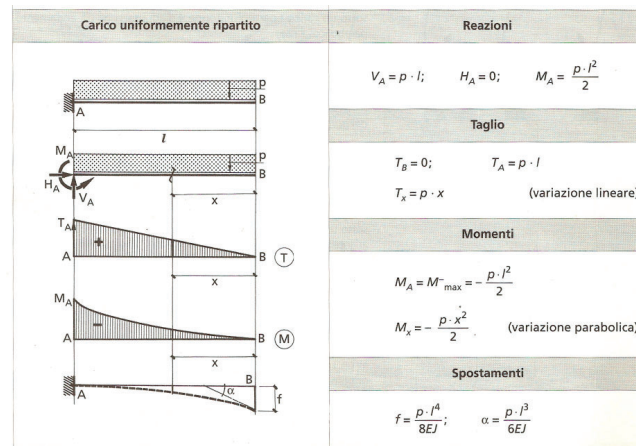 Carico uniformemente ripartito
p
A
B
l
M_A
p
H_A
V_A
B
x
T_A
+
A
B
T
x
M_A
−
A
B
M
x
A
B
α
f
Reazioni
V_A = p · l; H_A = 0; M_A = p · l² / 2
Taglio
T_B = 0; T_A = p · l
T_x = p · x (variazione lineare)
Momenti
M_A = M⁻max = − p · l² / 2
M_x = − p · x² / 2 (variazione parabolica)
Spostamenti
f = p · l⁴ / 8EJ; α = p · l³ / 6EJ